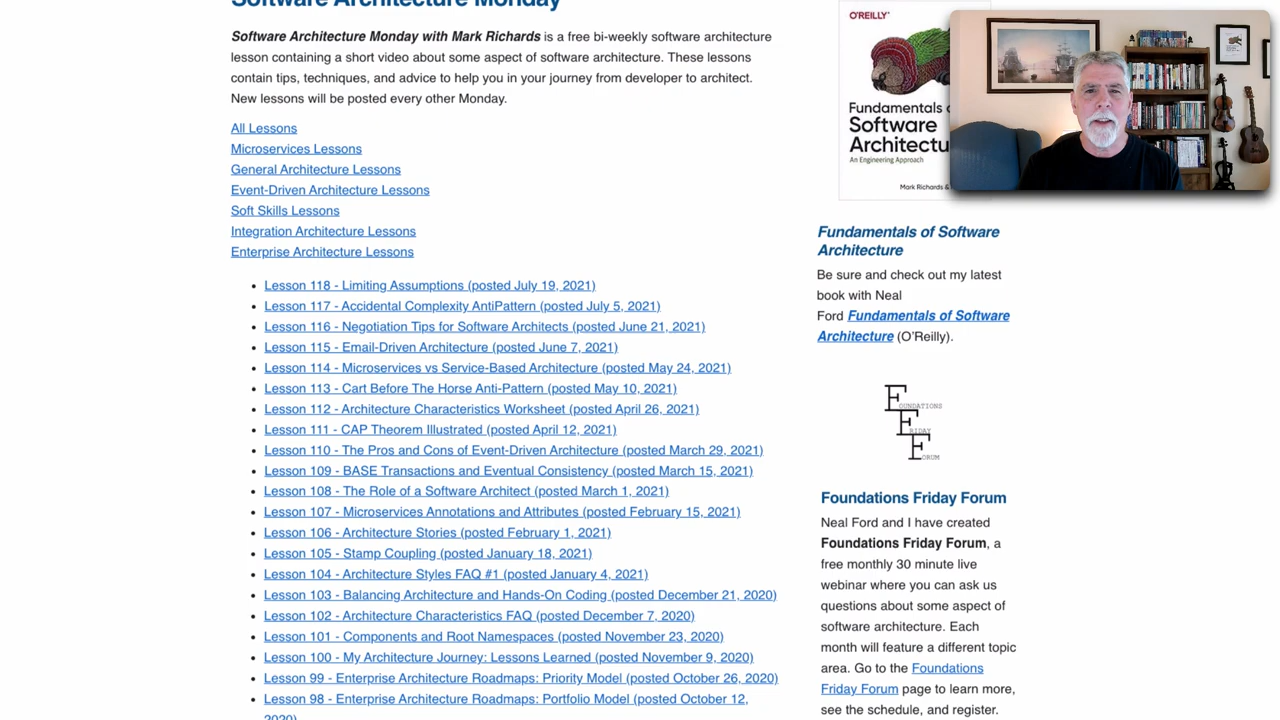 Software Architecture Monday
Software Architecture Monday with Mark Richards is a free bi-weekly software architecture
lesson containing a short video about some aspect of software architecture. These lessons
contain tips, techniques, and advice to help you in your journey from developer to architect.
New lessons will be posted every other Monday.
All Lessons
Microservices Lessons
General Architecture Lessons
Event-Driven Architecture Lessons
Soft Skills Lessons
Integration Architecture Lessons
Enterprise Architecture Lessons
Lesson 118 - Limiting Assumptions (posted July 19, 2021)
Lesson 117 - Accidental Complexity AntiPattern (posted July 5, 2021)
Lesson 116 - Negotiation Tips for Software Architects (posted June 21, 2021)
Lesson 115 - Email-Driven Architecture (posted June 7, 2021)
Lesson 114 - Microservices vs Service-Based Architecture (posted May 24, 2021)
Lesson 113 - Cart Before The Horse Anti-Pattern (posted May 10, 2021)
Lesson 112 - Architecture Characteristics Worksheet (posted April 26, 2021)
Lesson 111 - CAP Theorem Illustrated (posted April 12, 2021)
Lesson 110 - The Pros and Cons of Event-Driven Architecture (posted March 29, 2021)
Lesson 109 - BASE Transactions and Eventual Consistency (posted March 15, 2021)
Lesson 108 - The Role of a Software Architect (posted March 1, 2021)
Lesson 107 - Microservices Annotations and Attributes (posted February 15, 2021)
Lesson 106 - Architecture Stories (posted February 1, 2021)
Lesson 105 - Stamp Coupling (posted January 18, 2021)
Lesson 104 - Architecture Styles FAQ #1 (posted January 4, 2021)
Lesson 103 - Balancing Architecture and Hands-On Coding (posted December 21, 2020)
Lesson 102 - Architecture Characteristics FAQ (posted December 7, 2020)
Lesson 101 - Components and Root Namespaces (posted November 23, 2020)
Lesson 100 - My Architecture Journey: Lessons Learned (posted November 9, 2020)
Lesson 99 - Enterprise Architecture Roadmaps: Priority Model (posted October 26, 2020)
Lesson 98 - Enterprise Architecture Roadmaps: Portfolio Model (posted October 12,
2020)
O'REILLY
Fundamentals o
Software
Architectu
An Engineering Approach
Mark Richards &
Fundamentals of Software
Architecture
Be sure and check out my latest
book with Neal
Ford Fundamentals of Software
Architecture (O'Reilly).
FOUNDATIONS
FRIDAY
FORUM
Foundations Friday Forum
Neal Ford and I have created
Foundations Friday Forum, a
free monthly 30 minute live
webinar where you can ask us
questions about some aspect of
software architecture. Each
month will feature a different topic
area. Go to the Foundations
Friday Forum page to learn more,
see the schedule, and register.